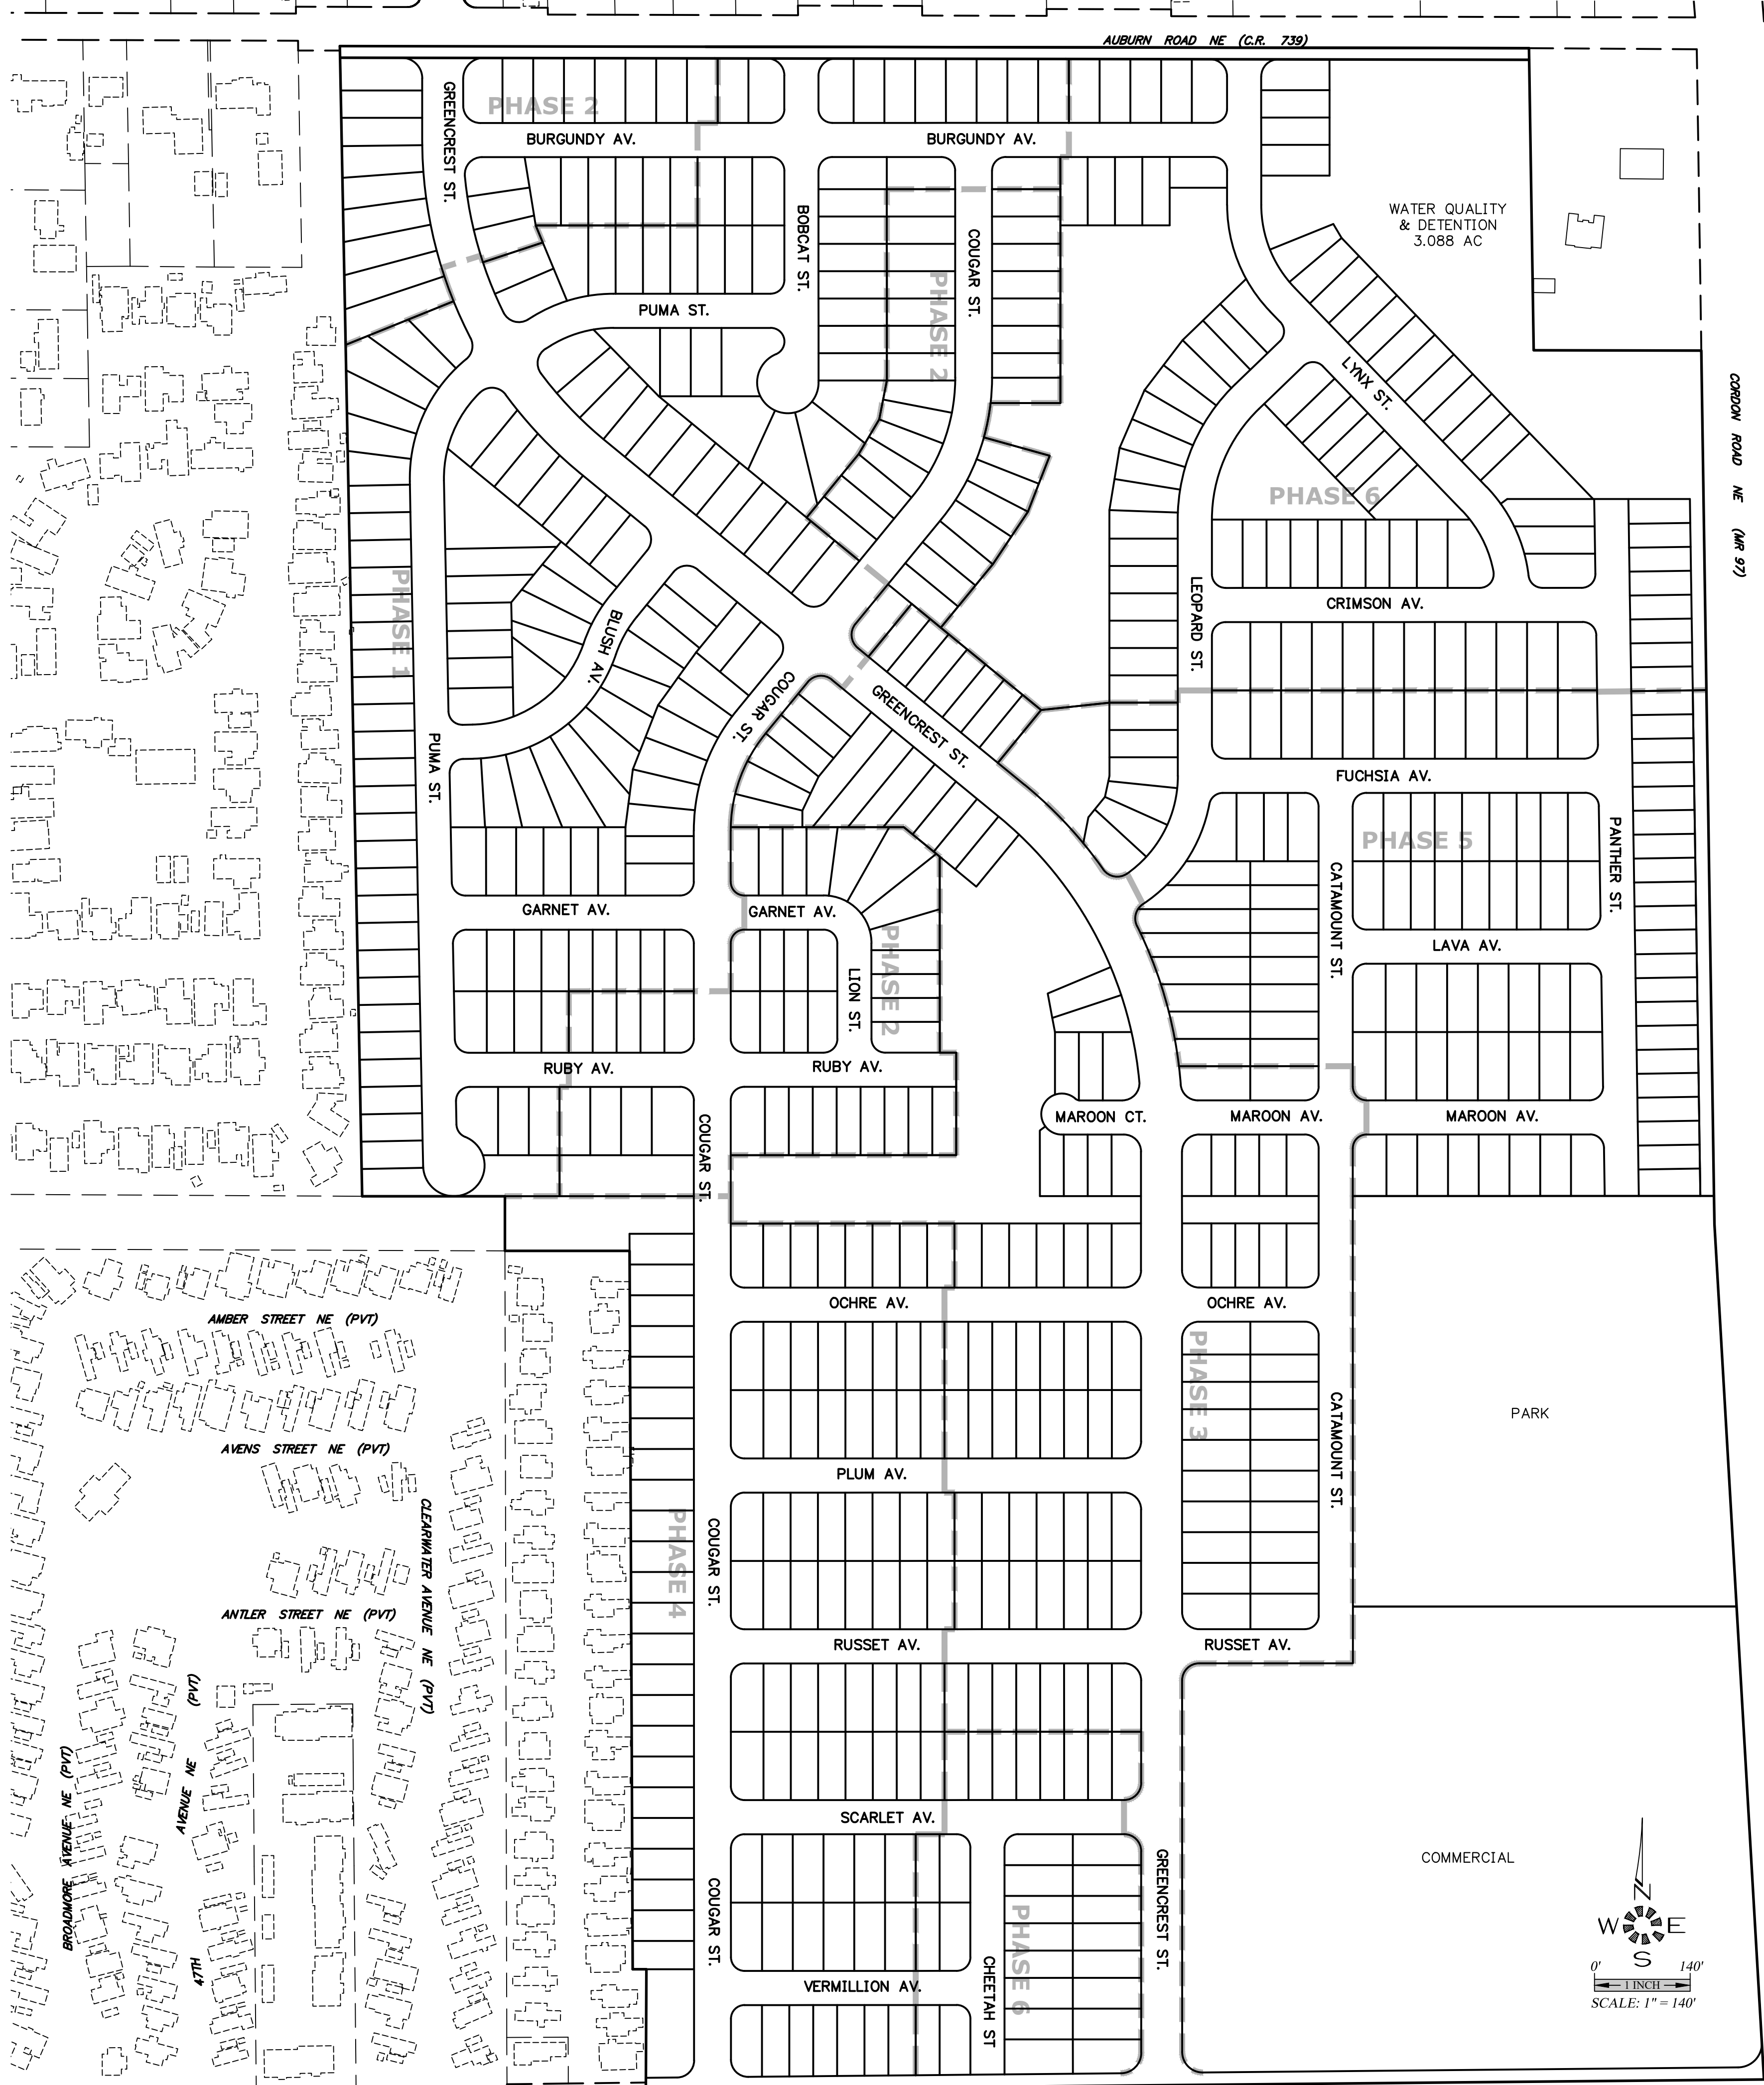 AUBURN ROAD NE (C.R. 739)
GREENCREST ST.
PHASE 2
BURGUNDY AV.
BURGUNDY AV.
WATER QUALITY
& DETENTION
3.088 AC
BOBCAT ST.
COUGAR ST.
PHASE 2
PUMA ST.
LYNX ST.
CORDON ROAD NE (MR 97)
PHASE 6
PHASE 1
BLUSH AV.
LEOPARD ST.
CRIMSON AV.
COUGAR ST.
GREENCREST ST.
PUMA ST.
FUCHSIA AV.
PHASE 5
PANTHER ST.
CATAMOUNT ST.
GARNET AV.
GARNET AV.
LAVA AV.
PHASE 2
LION ST.
RUBY AV.
RUBY AV.
MAROON CT.
MAROON AV.
MAROON AV.
COUGAR ST.
OCHRE AV.
OCHRE AV.
AMBER STREET NE (PVT)
PHASE 3
CATAMOUNT ST.
PARK
AVENS STREET NE (PVT)
PLUM AV.
CLEARWATER AVENUE NE (PVT)
PHASE 4
COUGAR ST.
ANTLER STREET NE (PVT)
RUSSET AV.
RUSSET AV.
BROADMORE AVENUE NE (PVT)
47TH AVENUE NE (PVT)
SCARLET AV.
COUGAR ST.
GREENCREST ST.
COMMERCIAL
PHASE 6
CHEETAH ST
VERMILLION AV.
N
W E
S
0' 140'
1 INCH
SCALE: 1" = 140'